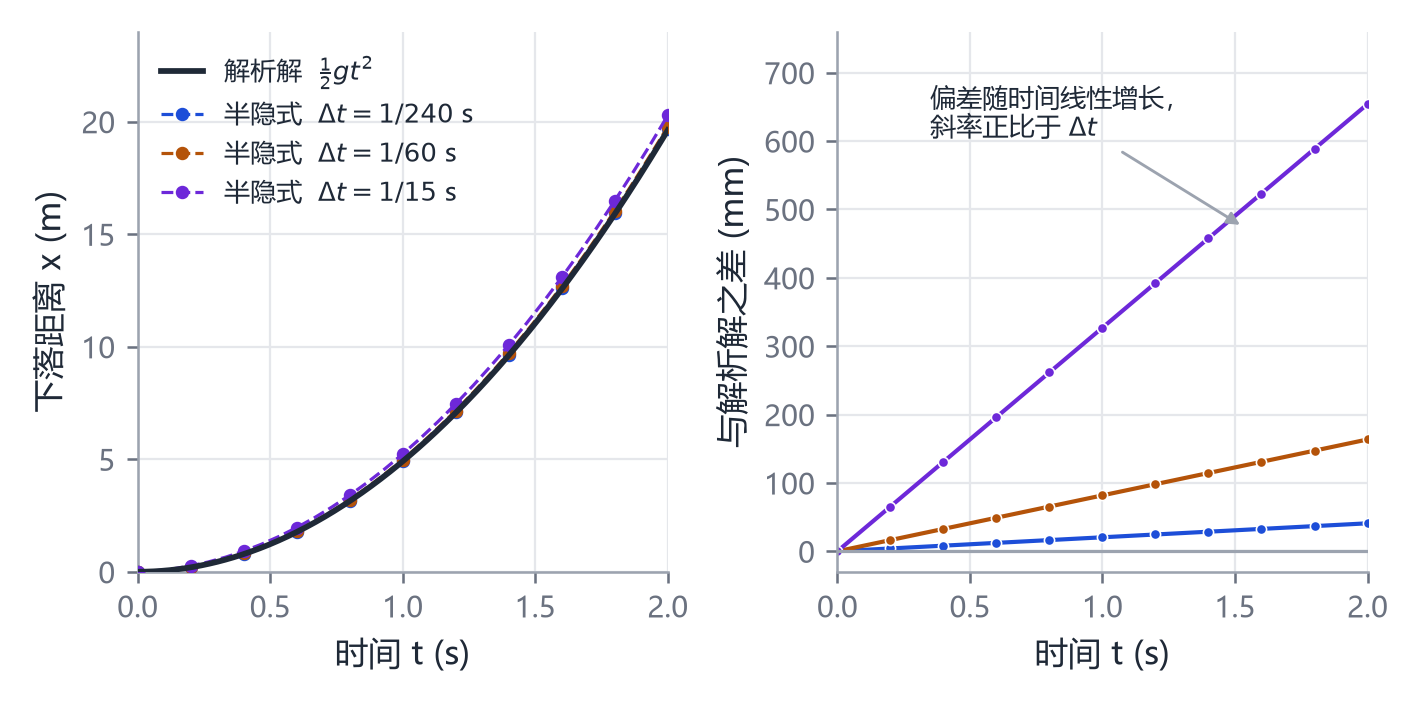 解析解 ½gt²
半隐式 Δt = 1/240 s
半隐式 Δt = 1/60 s
半隐式 Δt = 1/15 s
下落距离 x (m)
20
15
10
5
0
0.0 0.5 1.0 1.5 2.0
时间 t (s)
偏差随时间线性增长，
斜率正比于 Δt
与解析解之差 (mm)
700
600
500
400
300
200
100
0
0.0 0.5 1.0 1.5 2.0
时间 t (s)